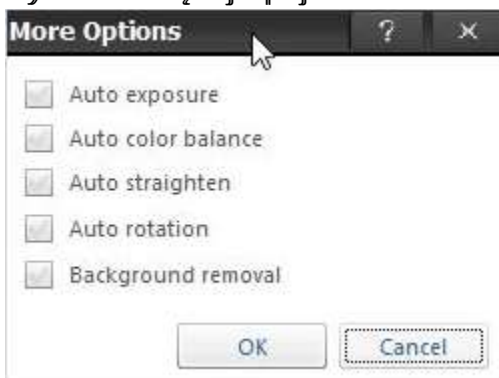 More Options ? ×
Auto exposure
Auto color balance
Auto straighten
Auto rotation
Background removal
OK Cancel